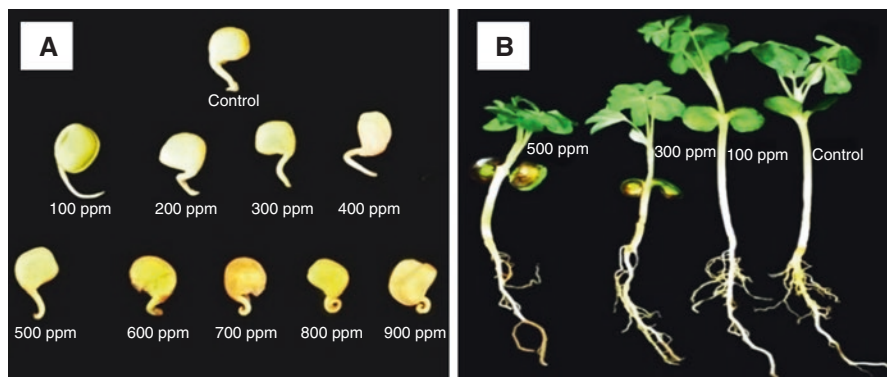 A
Control
100 ppm 200 ppm 300 ppm 400 ppm
500 ppm 600 ppm 700 ppm 800 ppm 900 ppm
B
500 ppm 300 ppm 100 ppm Control